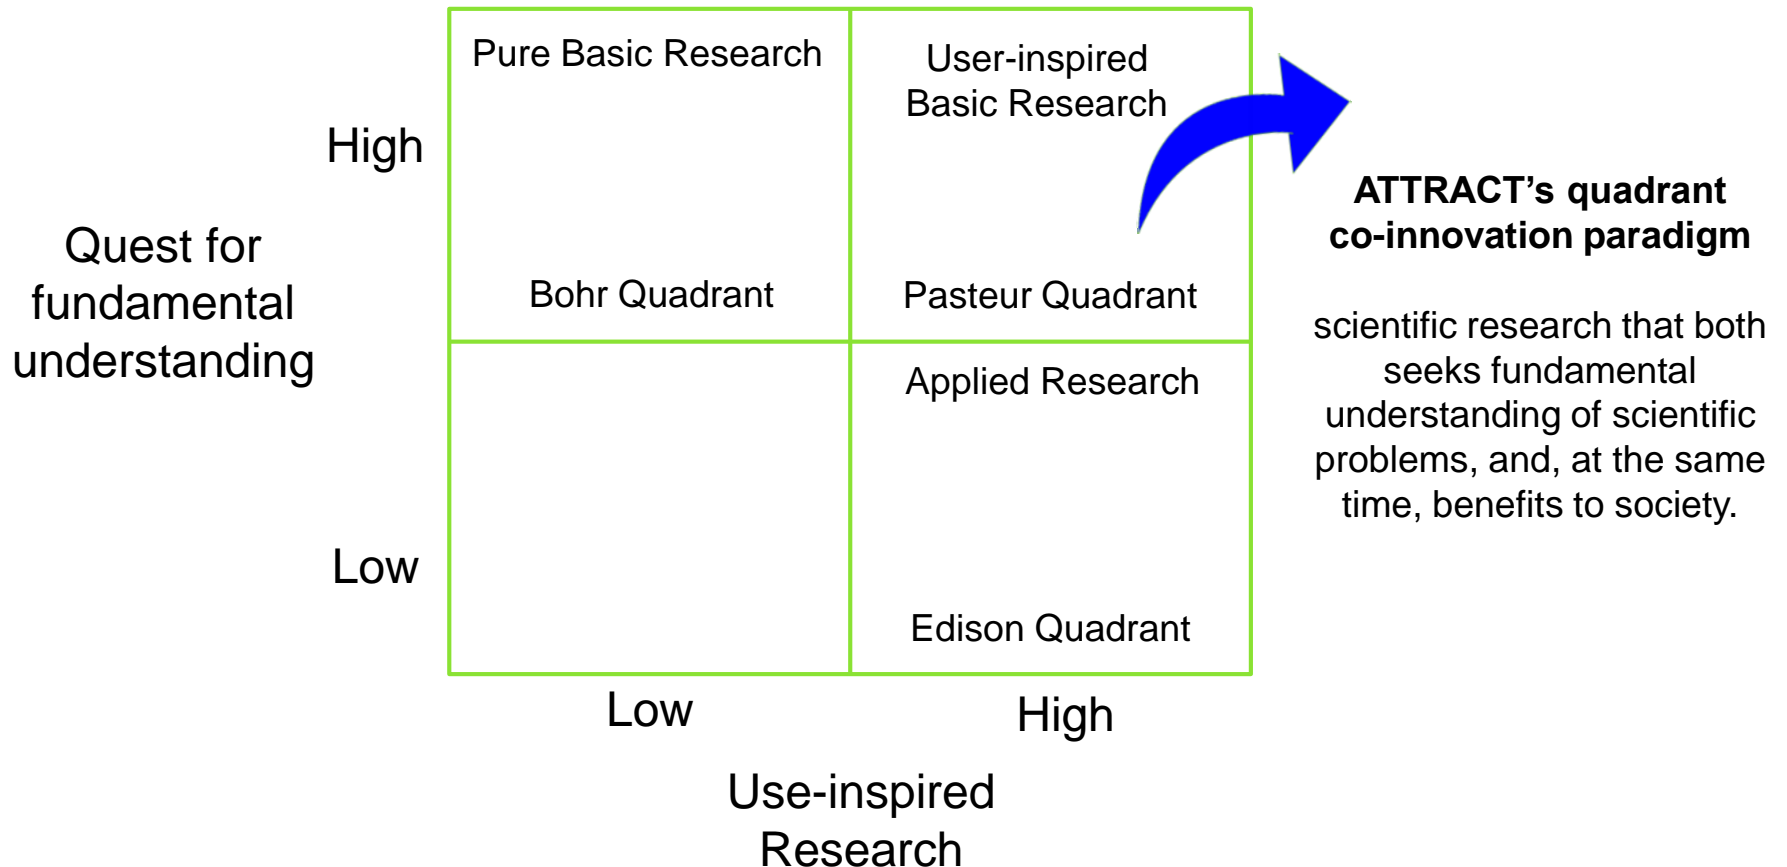 Pure Basic Research
User-inspired
Basic Research
High
ATTRACT’s quadrant
co-innovation paradigm
Quest for
fundamental
understanding
Bohr Quadrant
Pasteur Quadrant
scientific research that both
seeks fundamental
understanding of scientific
problems, and, at the same
time, benefits to society.
Applied Research
Low
Edison Quadrant
Low
High
Use-inspired
Research